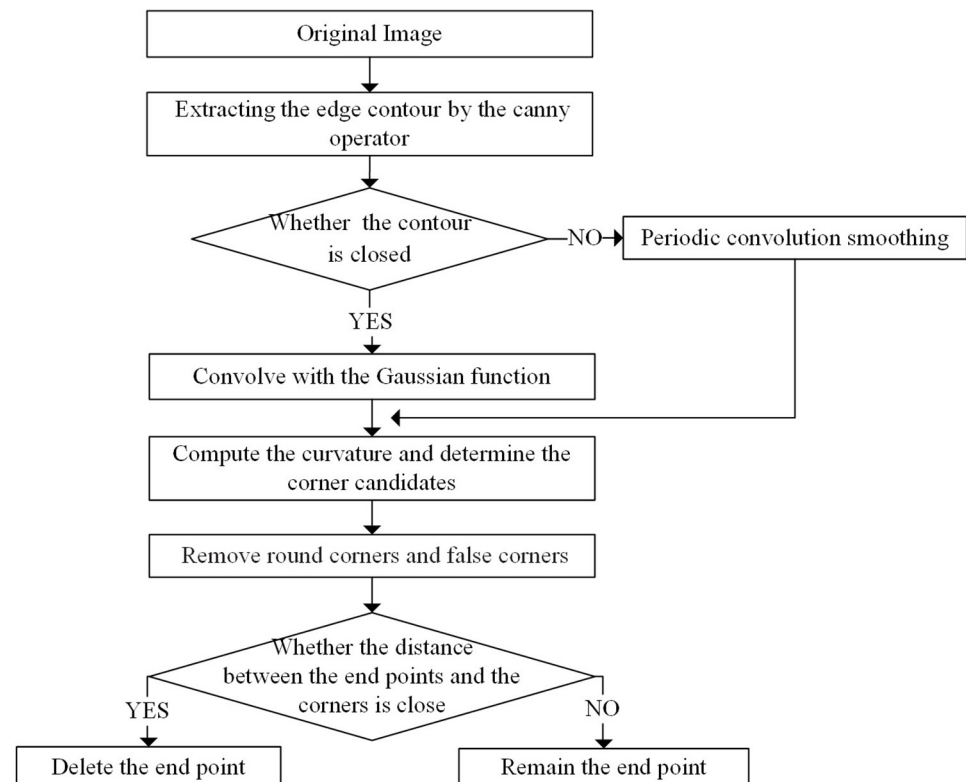 Original Image
Extracting the edge contour by the canny
operator
Whether the contour
is closed
NO
Periodic convolution smoothing
YES
Convolve with the Gaussian function
Compute the curvature and determine the
corner candidates
Remove round corners and false corners
Whether the distance
between the end points and the
corners is close
YES
NO
Delete the end point
Remain the end point